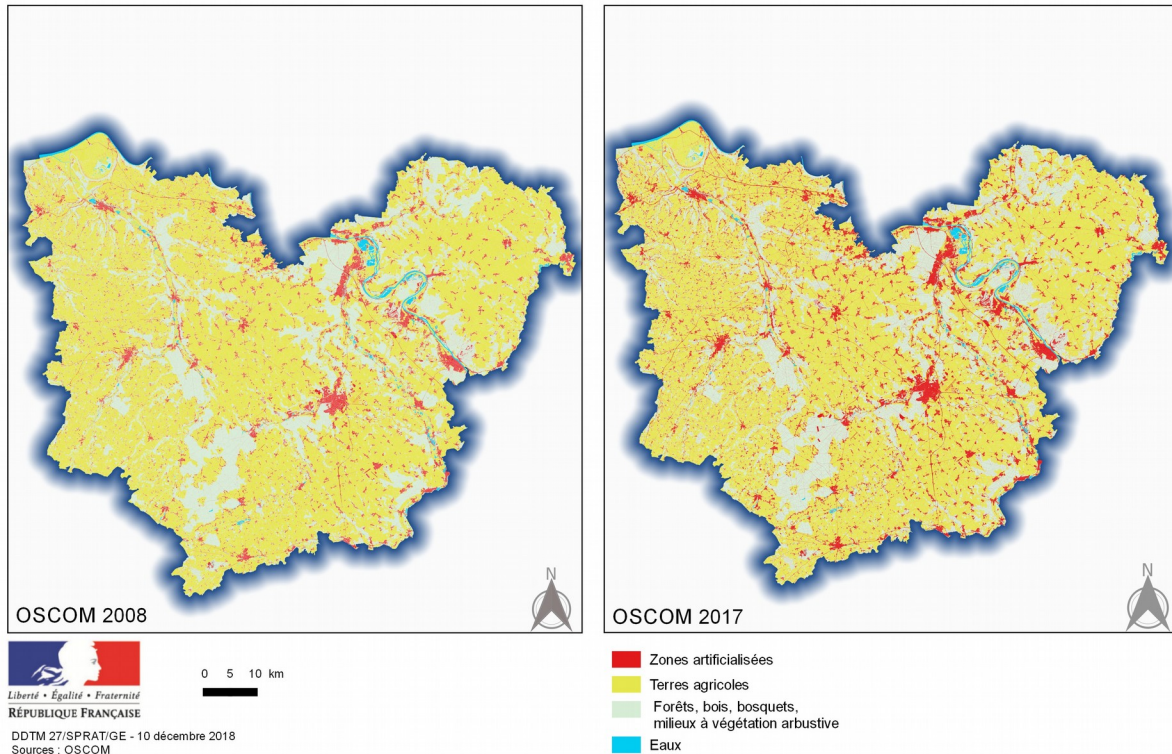 N
OSCOM 2008
N
OSCOM 2017
Liberté • Égalité • Fraternité
RÉPUBLIQUE FRANÇAISE
0 5 10 km
DDTM 27/SPRAT/GE - 10 décembre 2018
Sources : OSCOM
Zones artificialisées
Terres agricoles
Forêts, bois, bosquets,
milieux à végétation arbustive
Eaux